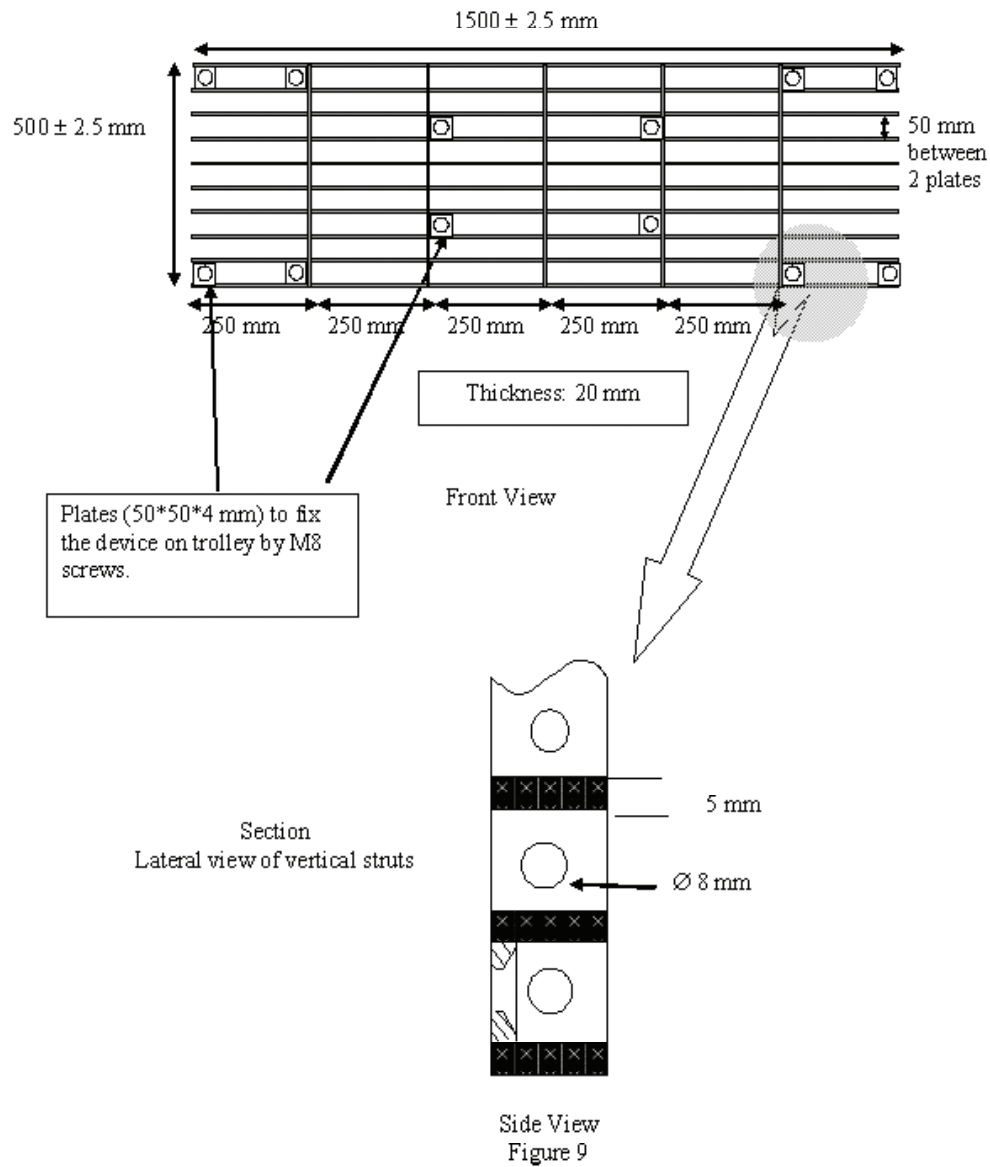 1500 ± 2.5 mm
500 ± 2.5 mm
50 mm
between
2 plates
250 mm
250 mm
250 mm
250 mm
250 mm
Thickness: 20 mm
Front View
Plates (50*50*4 mm) to fix
the device on trolley by M8
screws.
5 mm
Section
Lateral view of vertical struts
Ø 8 mm
Side View
Figure 9